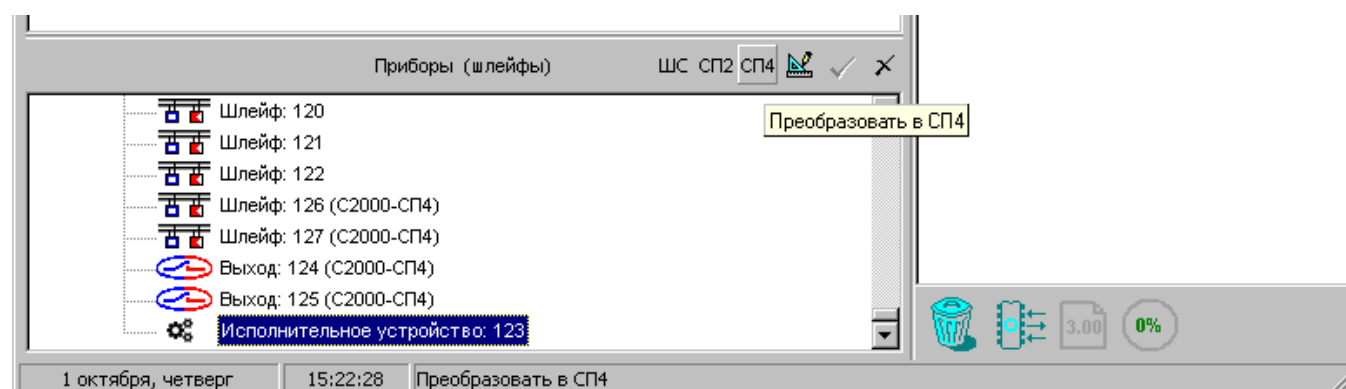 Приборы (шлейфы) ШС СП2 СП4
Преобразовать в СП4
Шлейф: 120
Шлейф: 121
Шлейф: 122
Шлейф: 126 (С2000-СП4)
Шлейф: 127 (С2000-СП4)
Выход: 124 (С2000-СП4)
Выход: 125 (С2000-СП4)
Исполнительное устройство: 123
3.00 0%
1 октября, четверг 15:22:28 Преобразовать в СП4